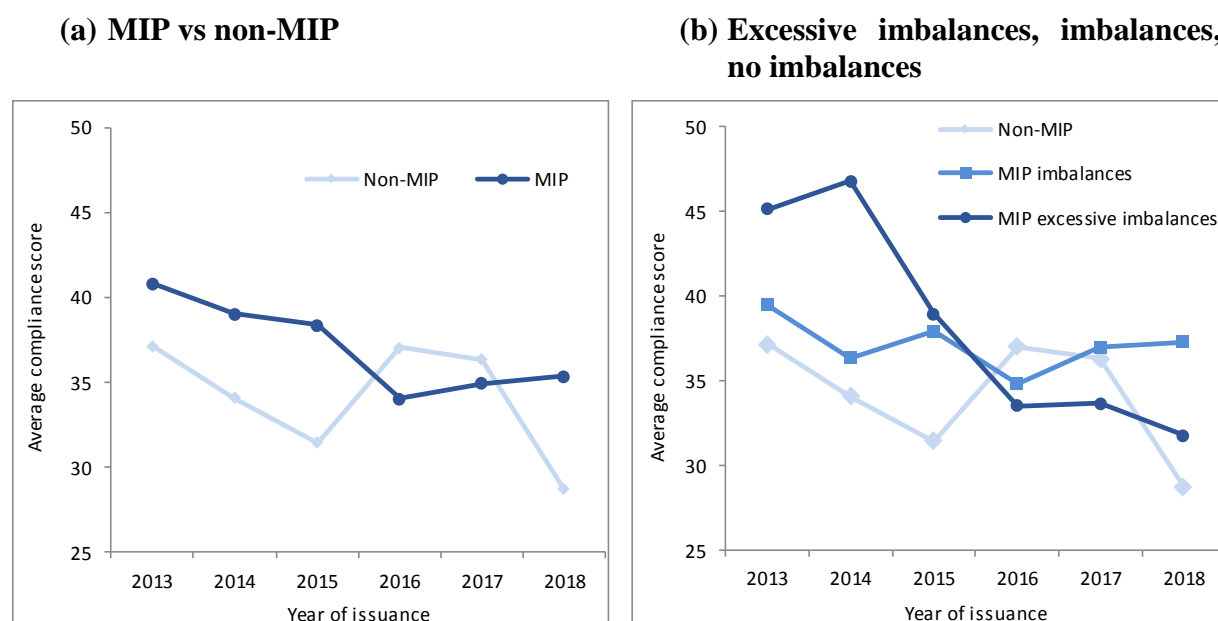 (a) MIP vs non-MIP
(b) Excessive imbalances, imbalances,
no imbalances
50
45
40
35
30
25
Average compliance score
Non-MIP
MIP
2013 2014 2015 2016 2017 2018
Year of issuance
50
45
40
35
30
25
Average compliance score
Non-MIP
MIP imbalances
MIP excessive imbalances
2013 2014 2015 2016 2017 2018
Year of issuance